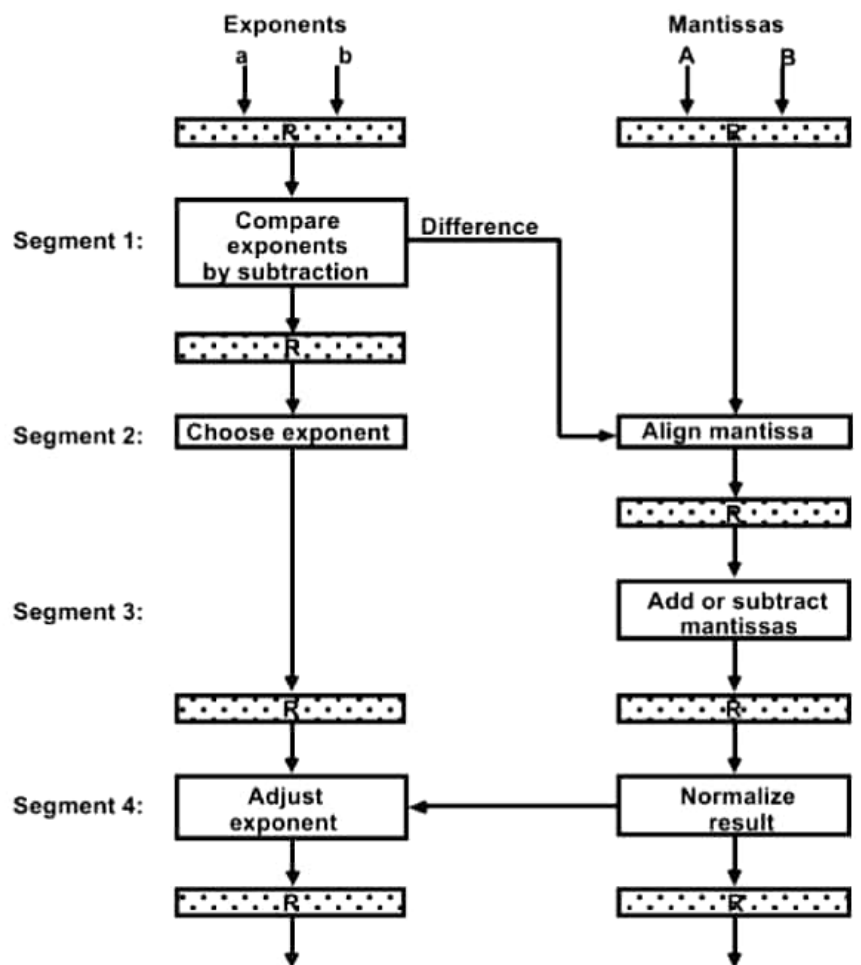 Exponents
Mantissas
a
b
A
B
R
R
Segment 1:
Compare
exponents
by subtraction
Difference
R
Segment 2:
Choose exponent
Align mantissa
R
Segment 3:
Add or subtract
mantissas
R
R
Segment 4:
Adjust
exponent
Normalize
result
R
R